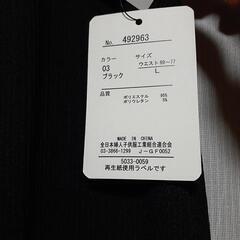 No. 492963
カラー サイズ
03 ウエスト69～77
ブラック L
品質 ポリエステル 95%
ポリウレタン 5%
MADE IN CHINA
全日本婦人子供服工業組合連合会
03-3866-1299 J-GF0052
5033-0059
再生紙使用ラベルです